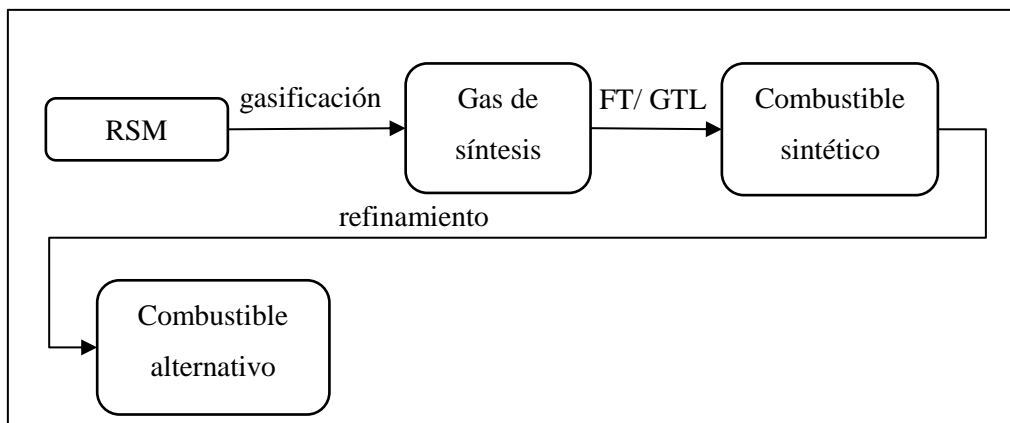 RSM
gasificación
Gas de
síntesis
FT/ GTL
Combustible
sintético
refinamiento
Combustible
alternativo